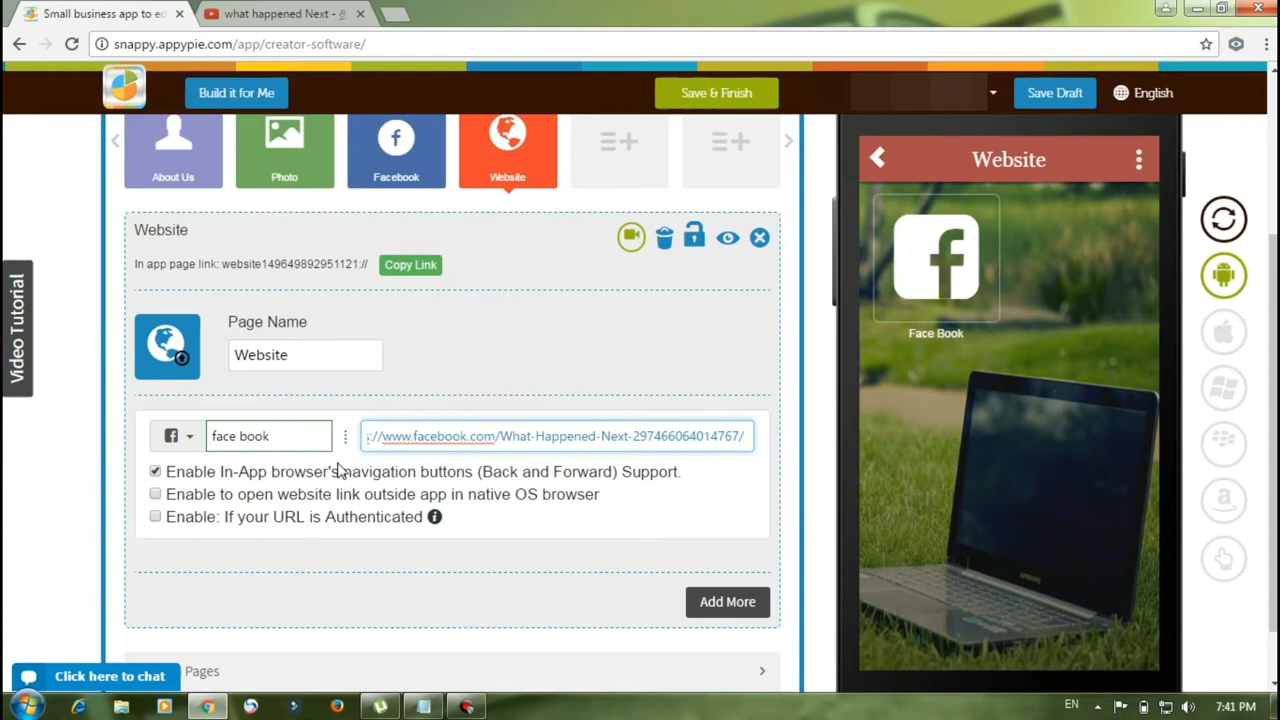 Small business app to ed
what happened Next -
snappy.appypie.com/app/creator-software/
Build it for Me
Save & Finish
Save Draft
English
About Us
Photo
Facebook
Website
Website
Website
In app page link: website149649892951121://
Copy Link
Page Name
Website
Face Book
Video Tutorial
face book
://www.facebook.com/What-Happened-Next-297466064014767/
Enable In-App browser's navigation buttons (Back and Forward) Support.
Enable to open website link outside app in native OS browser
Enable: If your URL is Authenticated
Add More
Pages
Click here to chat
EN
7:41 PM